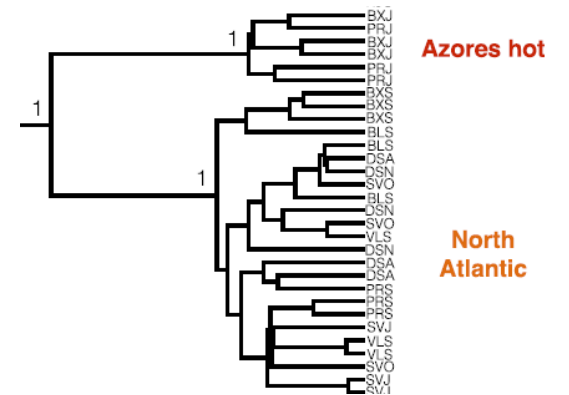 BXJ
PRJ
1
BXJ
BXJ
Azores hot
PRJ
PRJ
BXS
1
BXS
BXS
BLS
BLS
DSA
DSN
1
SVO
BLS
DSN
SVO
VLS
North
DSN
Atlantic
DSA
DSA
PRS
PRS
PRS
SVJ
VLS
VLS
SVO
SVJ
SVJ